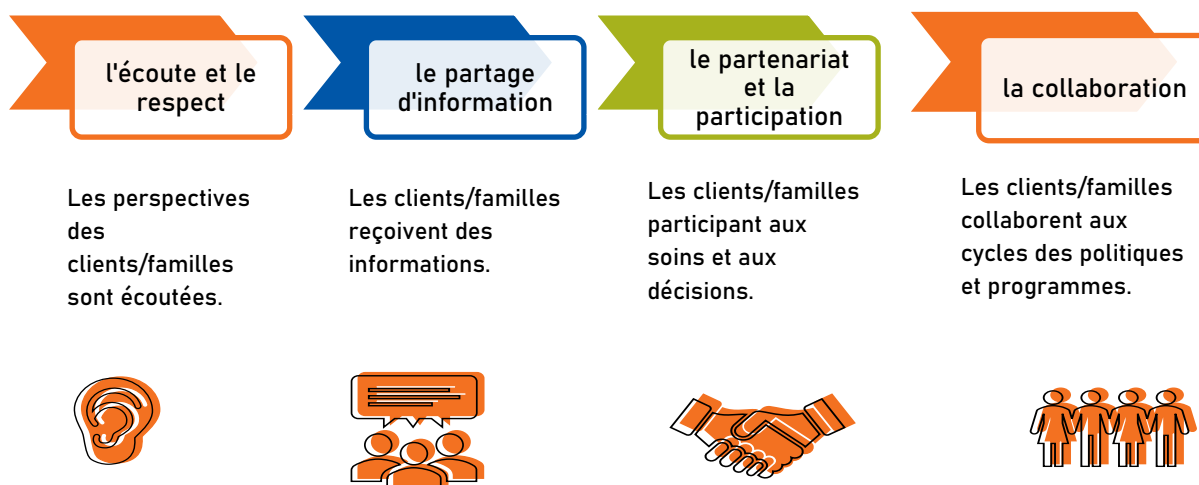 l'écoute et le
respect
Les perspectives
des
clients/familles
sont écoutées.
le partage
d'information
Les clients/familles
reçoivent des
informations.
le partenariat
et la
participation
Les clients/familles
participant aux
soins et aux
décisions.
la collaboration
Les clients/familles
collaborent aux
cycles des politiques
et programmes.